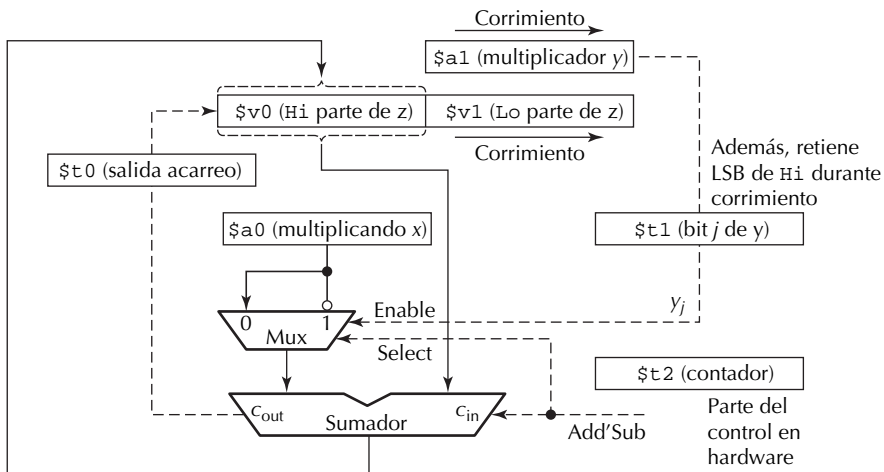 Corrimiento
$a1 (multiplicador y)
$v0 (Hi parte de z)
$v1 (Lo parte de z)
Corrimiento
$t0 (salida acarreo)
Además, retiene
LSB de Hi durante
corrimiento
$a0 (multiplicando x)
$t1 (bit j de y)
0
1
Mux
Enable
yj
Select
$t2 (contador)
cout
Sumador
cin
Add'Sub
Parte del
control en
hardware